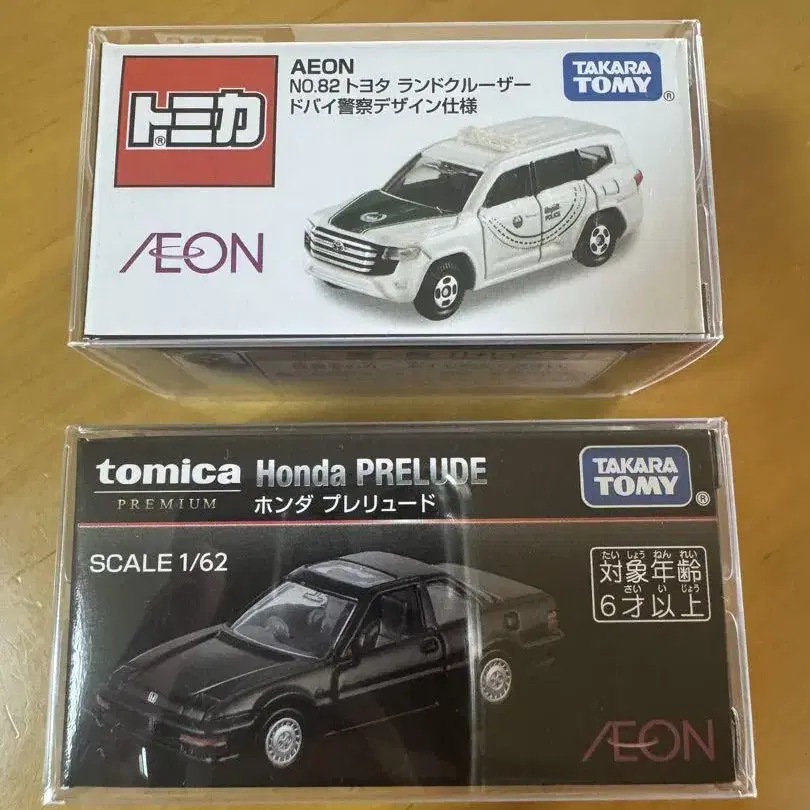 トミカ®
AEON
NO.82 トヨタ ランドクルーザー
ドバイ警察デザイン仕様
TAKARA
TOMY®
POLICE
ÆON
tomica
PREMIUM
Honda PRELUDE
ホンダ プレリュード
TAKARA
TOMY®
SCALE 1/62
たいしょうねんれい
対象年齢
さいいじょう
6才以上
ÆON